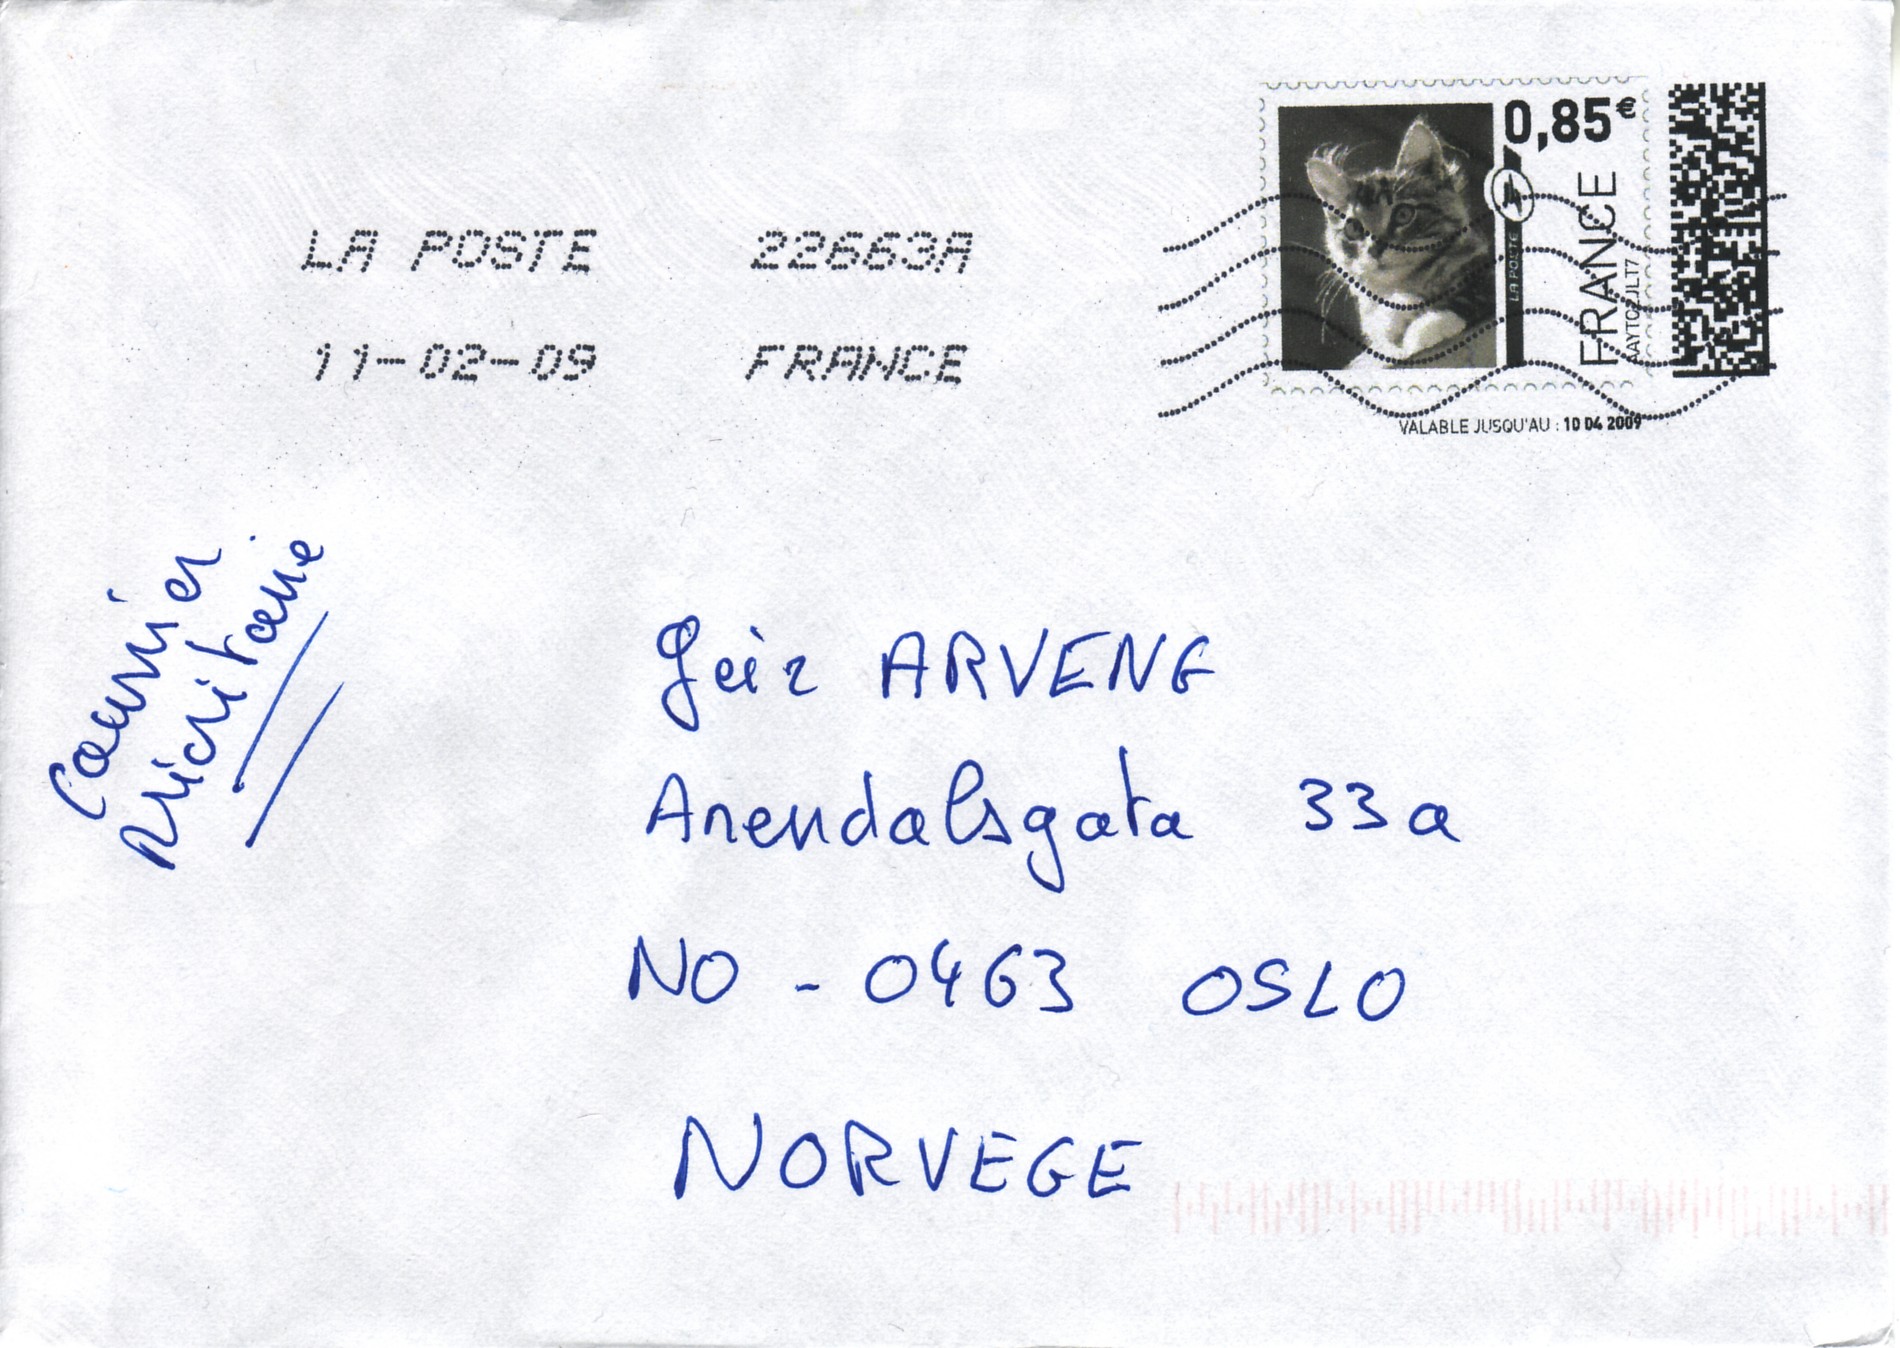 LA POSTE 22663A
11-02-09 FRANCE
0,85€
FRANCE
LA POSTE
VALABLE JUSQU'AU : 10 04 2009
Courrier
Prioritaire
Geir ARVENG
Arendalsgata 33a
NO - 0463 OSLO
NORVEGE